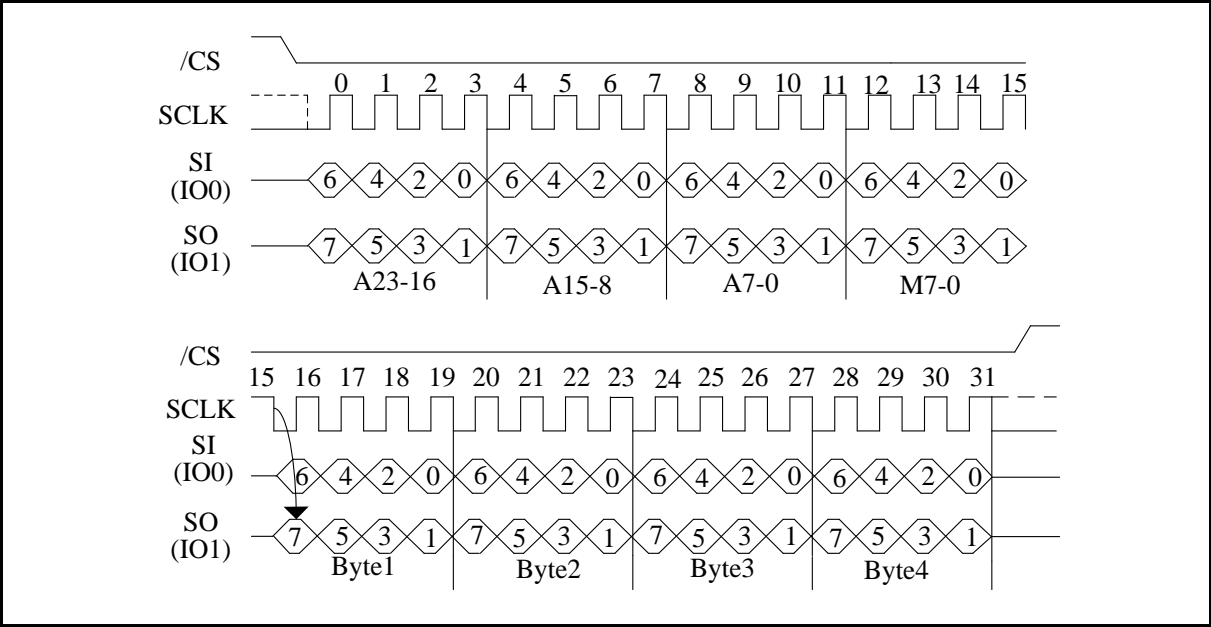 /CS
0 1 2 3 4 5 6 7 8 9 10 11 12 13 14 15
SCLK
SI
(IO0)
6 4 2 0 6 4 2 0 6 4 2 0 6 4 2 0
SO
(IO1)
7 5 3 1 7 5 3 1 7 5 3 1 7 5 3 1
A23-16 A15-8 A7-0 M7-0
/CS
15 16 17 18 19 20 21 22 23 24 25 26 27 28 29 30 31
SCLK
SI
(IO0)
6 4 2 0 6 4 2 0 6 4 2 0 6 4 2 0
SO
(IO1)
7 5 3 1 7 5 3 1 7 5 3 1 7 5 3 1
Byte1 Byte2 Byte3 Byte4